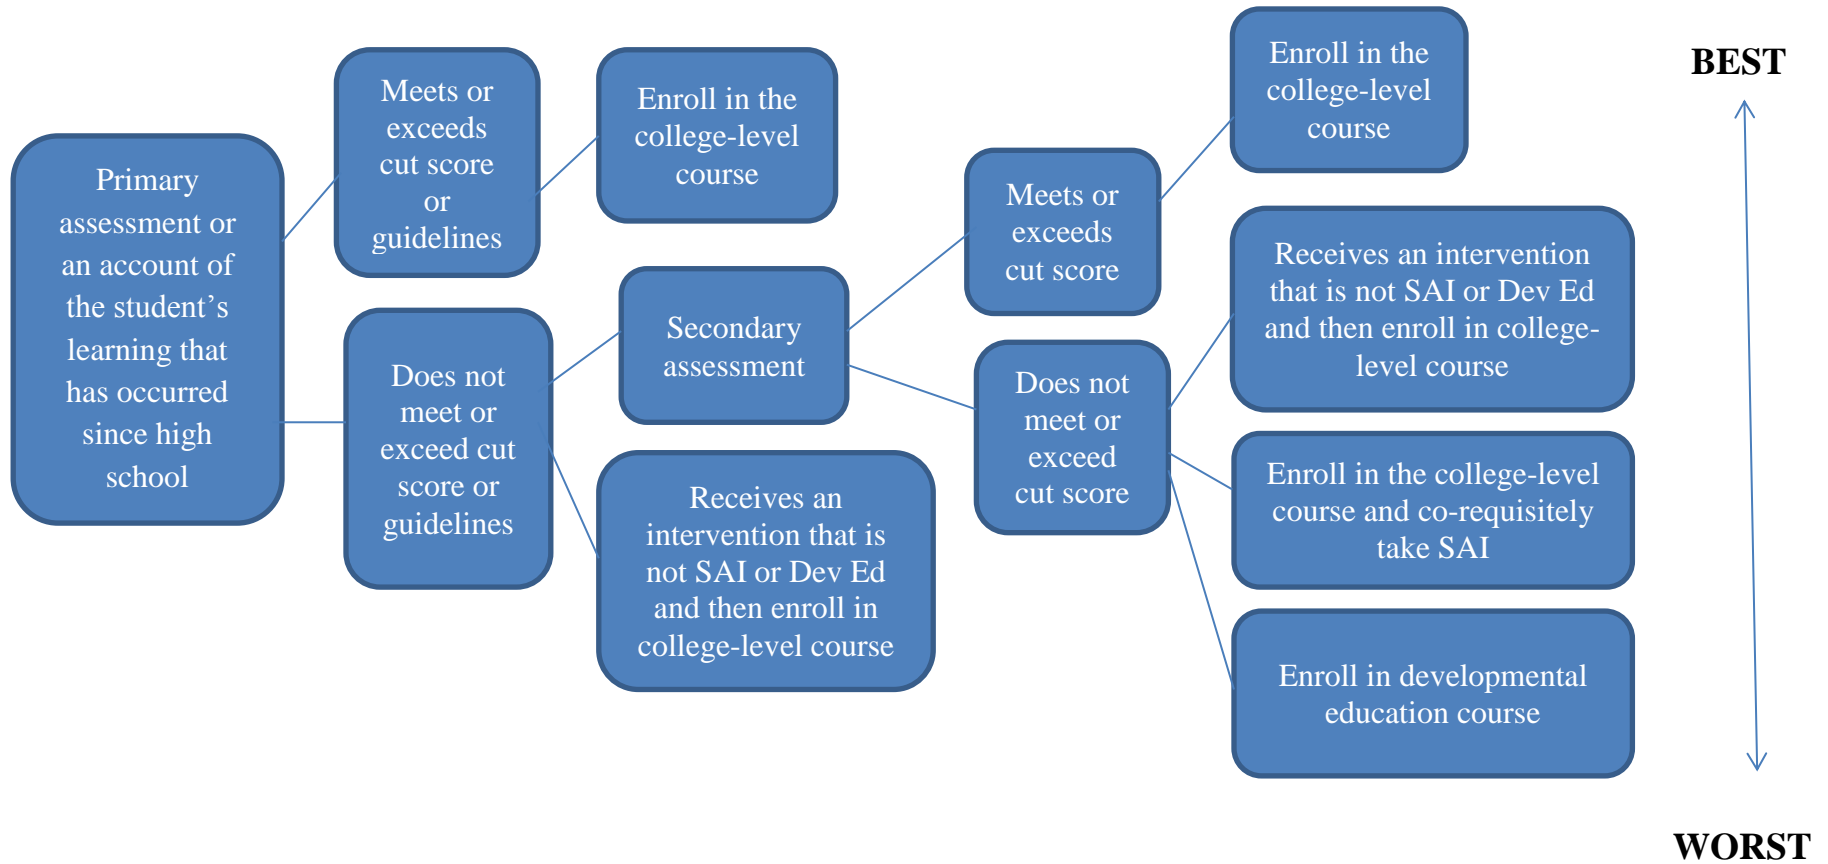 Primary
assessment or
an account of
the student’s
learning that
has occurred
since high
school
Meets or
exceeds
cut score
or
guidelines
Does not
meet or
exceed cut
score or
guidelines
Enroll in the
college-level
course
Secondary
assessment
Receives an
intervention that is
not SAI or Dev Ed
and then enroll in
college-level course
Meets or
exceeds
cut score
Does not
meet or
exceed
cut score
Enroll in the
college-level
course
Receives an intervention
that is not SAI or Dev Ed
and then enroll in college-
level course
Enroll in the college-level
course and co-requisitely
take SAI
Enroll in developmental
education course
BEST
WORST